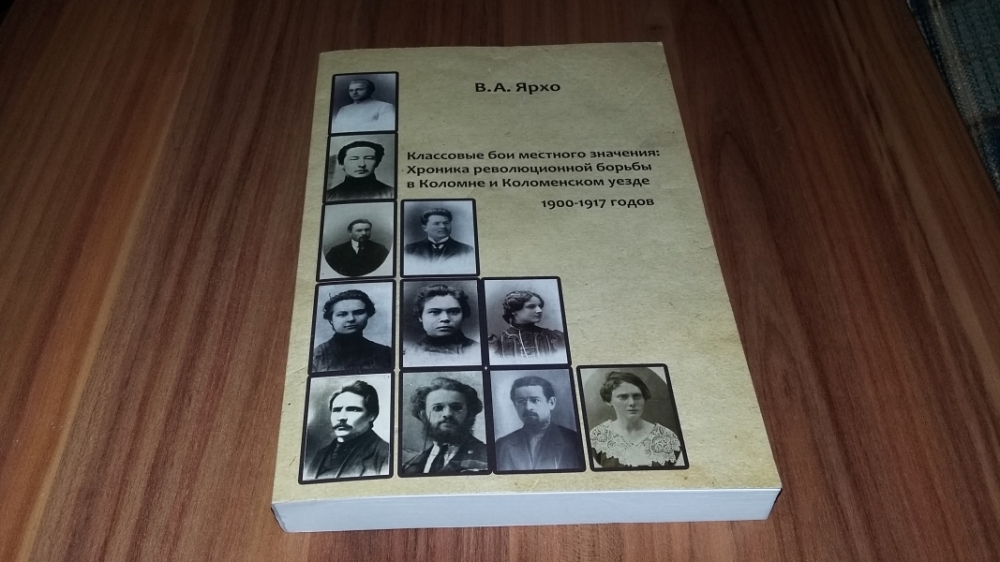 В. А. Ярхо
Классовые бои местного значения:
Хроника революционной борьбы
в Коломне и Коломенском уезде
1900-1917 годов